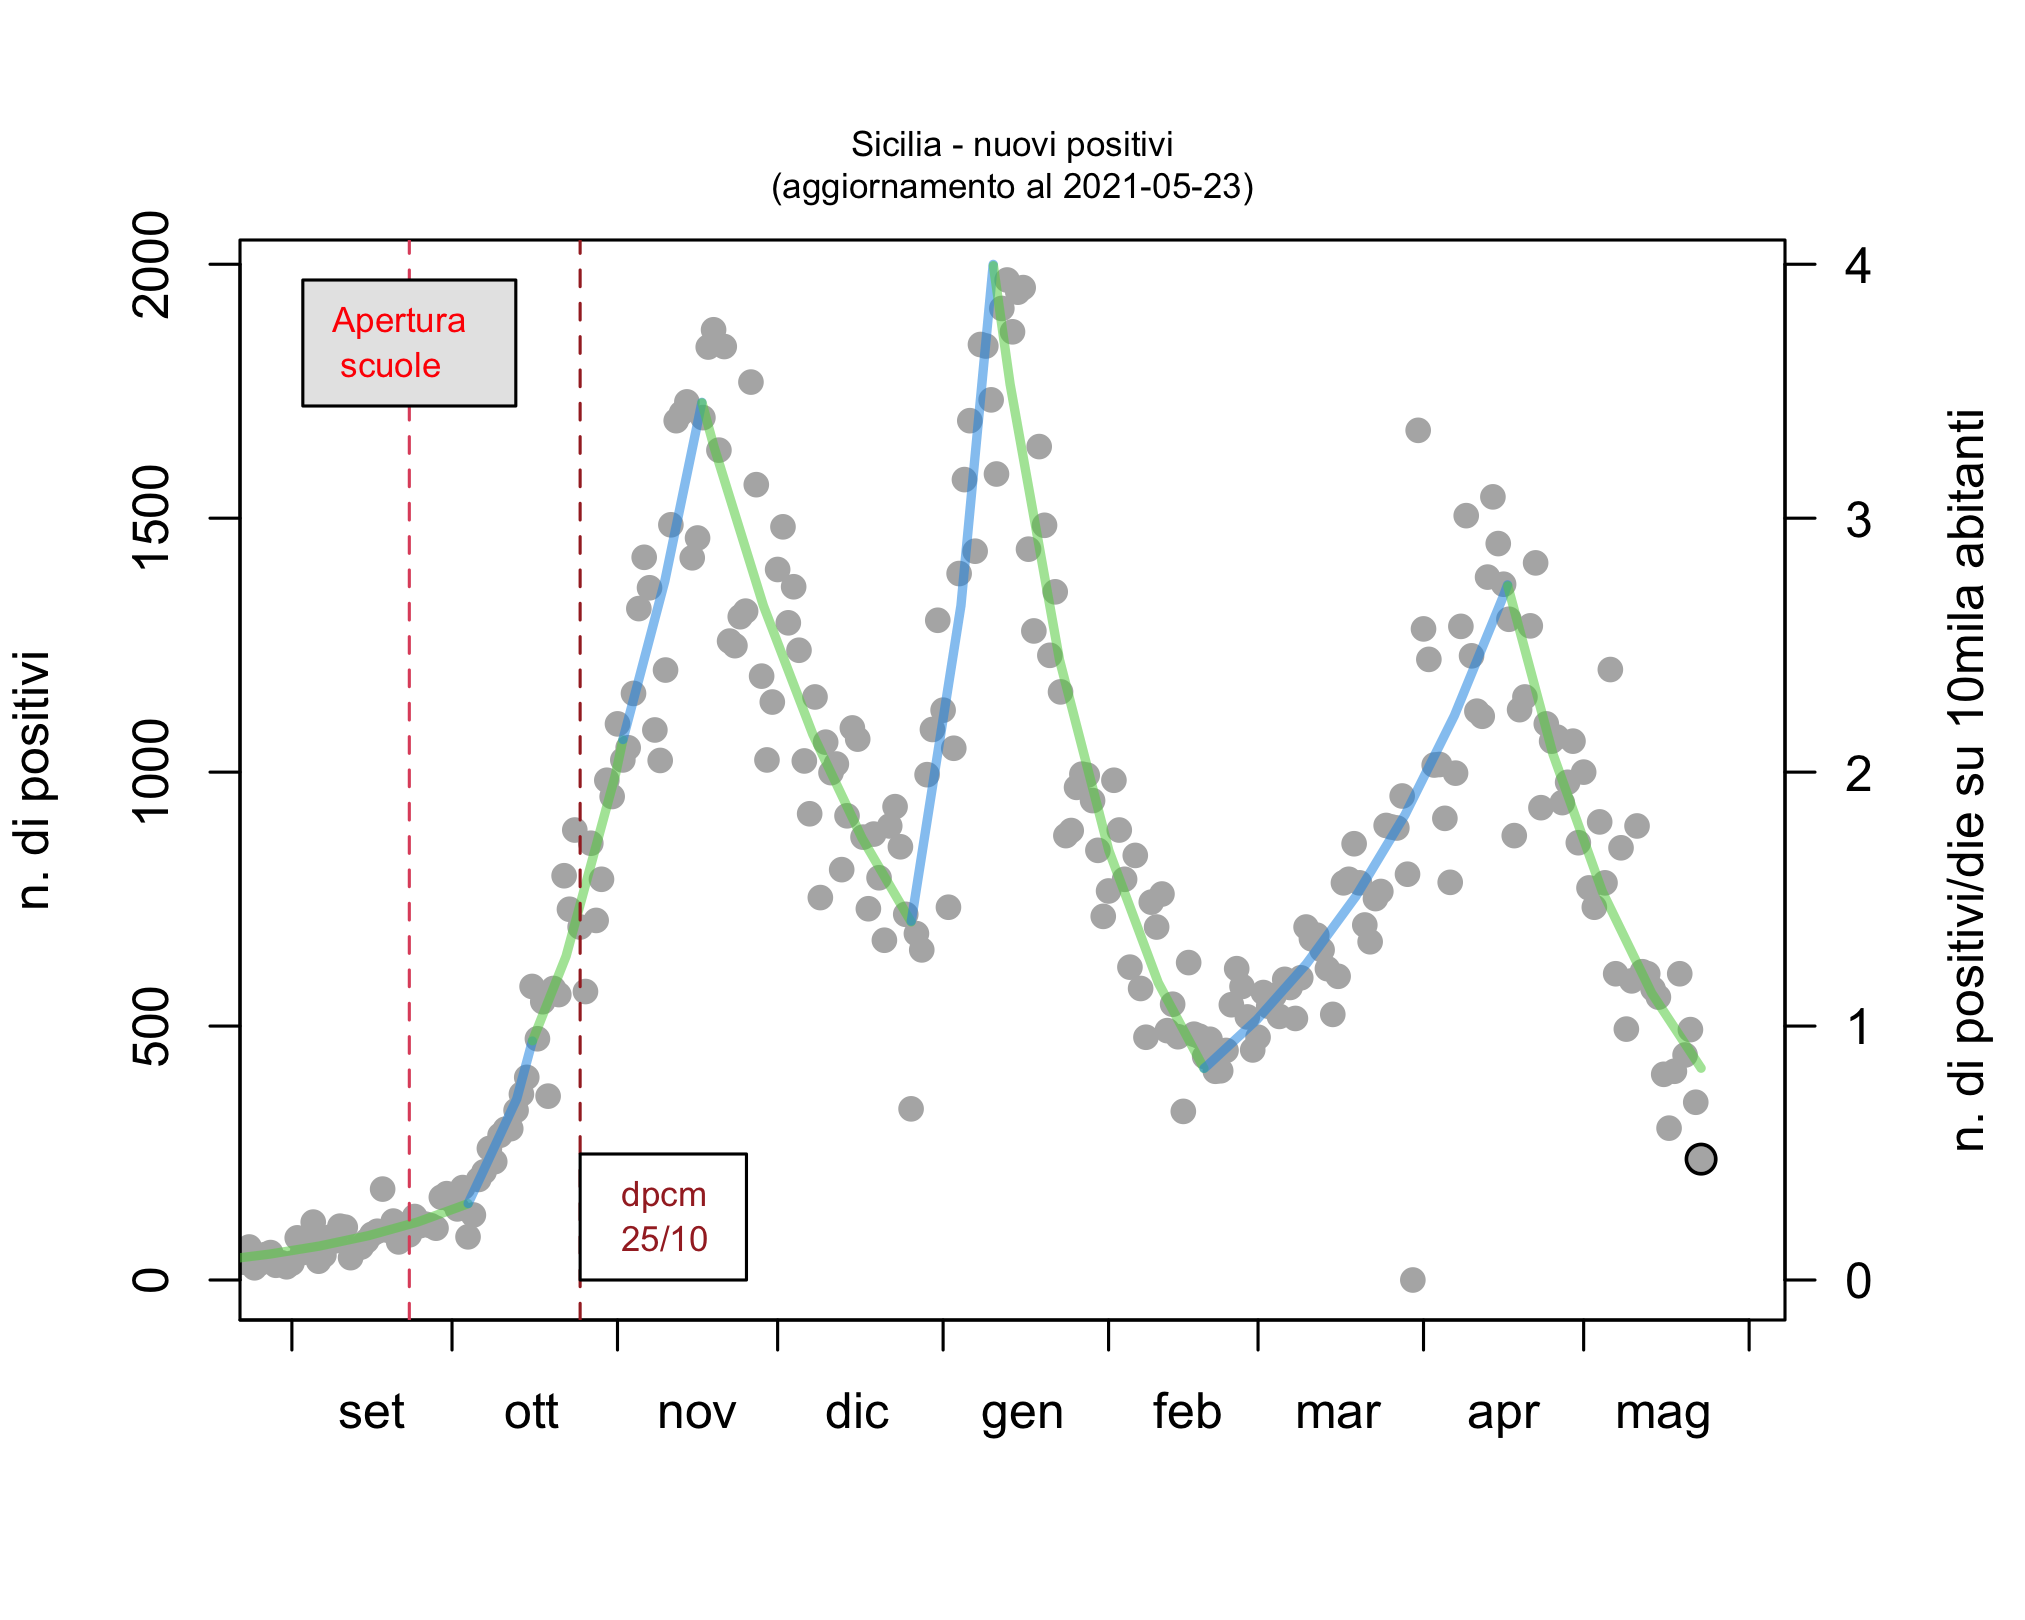 Sicilia - nuovi positivi
(aggiornamento al 2021-05-23)
n. di positivi
0
500
1000
1500
2000
Apertura
scuole
dpcm
25/10
0
1
2
3
4
n. di positivi/die su 10mila abitanti
set ott nov dic gen feb mar apr mag